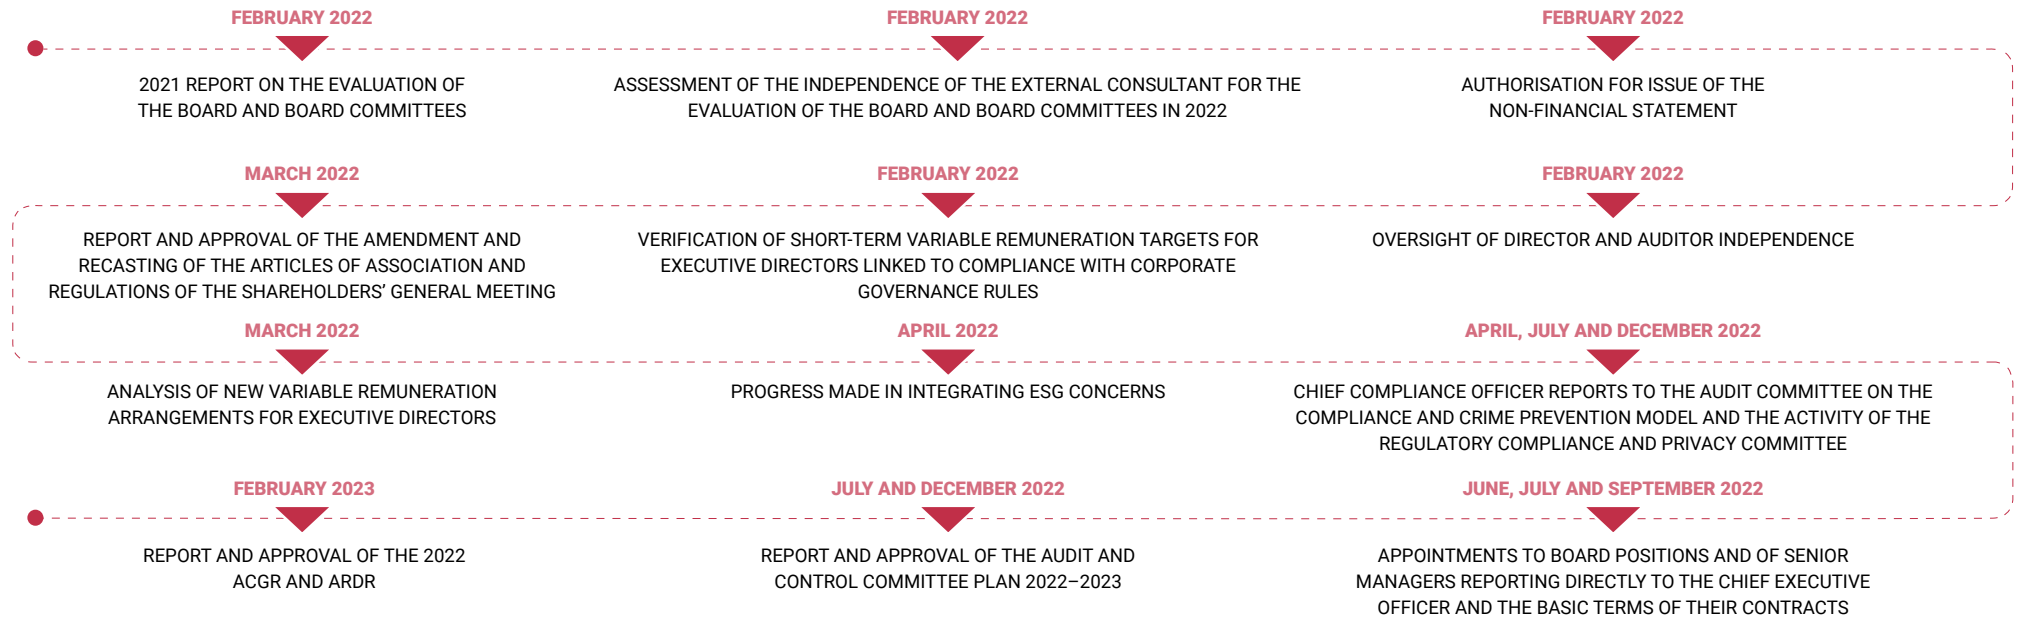 FEBRUARY 2022
2021 REPORT ON THE EVALUATION OF
THE BOARD AND BOARD COMMITTEES
FEBRUARY 2022
ASSESSMENT OF THE INDEPENDENCE OF THE EXTERNAL CONSULTANT FOR THE
EVALUATION OF THE BOARD AND BOARD COMMITTEES IN 2022
FEBRUARY 2022
AUTHORISATION FOR ISSUE OF THE
NON-FINANCIAL STATEMENT
FEBRUARY 2022
OVERSIGHT OF DIRECTOR AND AUDITOR INDEPENDENCE
FEBRUARY 2022
VERIFICATION OF SHORT-TERM VARIABLE REMUNERATION TARGETS FOR
EXECUTIVE DIRECTORS LINKED TO COMPLIANCE WITH CORPORATE
GOVERNANCE RULES
MARCH 2022
REPORT AND APPROVAL OF THE AMENDMENT AND
RECASTING OF THE ARTICLES OF ASSOCIATION AND
REGULATIONS OF THE SHAREHOLDERS’ GENERAL MEETING
MARCH 2022
ANALYSIS OF NEW VARIABLE REMUNERATION
ARRANGEMENTS FOR EXECUTIVE DIRECTORS
APRIL 2022
PROGRESS MADE IN INTEGRATING ESG CONCERNS
APRIL, JULY AND DECEMBER 2022
CHIEF COMPLIANCE OFFICER REPORTS TO THE AUDIT COMMITTEE ON THE
COMPLIANCE AND CRIME PREVENTION MODEL AND THE ACTIVITY OF THE
REGULATORY COMPLIANCE AND PRIVACY COMMITTEE
JUNE, JULY AND SEPTEMBER 2022
APPOINTMENTS TO BOARD POSITIONS AND OF SENIOR
MANAGERS REPORTING DIRECTLY TO THE CHIEF EXECUTIVE
OFFICER AND THE BASIC TERMS OF THEIR CONTRACTS
JULY AND DECEMBER 2022
REPORT AND APPROVAL OF THE AUDIT AND
CONTROL COMMITTEE PLAN 2022–2023
FEBRUARY 2023
REPORT AND APPROVAL OF THE 2022
ACGR AND ARDR